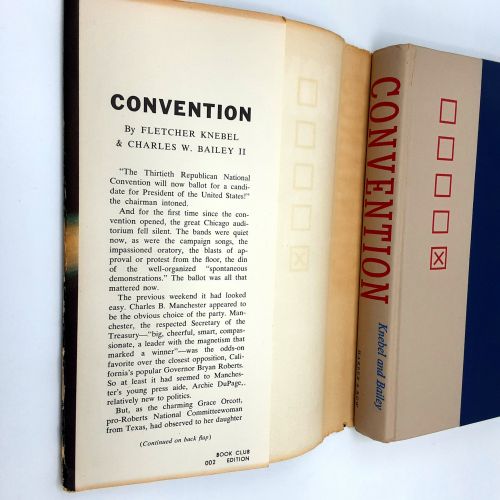 CONVENTION
By FLETCHER KNEBEL
& CHARLES W. BAILEY II
"The Thirtieth Republican National
Convention will now ballot for a candi-
date for President of the United States!"
the chairman intoned.
And for the first time since the con-
vention opened, the great Chicago audi-
torium fell silent. The bands were quiet
now, as were the campaign songs, the
impassioned oratory, the blasts of ap-
proval or protest from the floor, the din
of the well-organized "spontaneous
demonstrations." The ballot was all that
mattered now.
The previous weekend it had looked
easy. Charles B. Manchester appeared to
be the obvious choice of the party. Man-
chester, the respected Secretary of the
Treasury—"big, cheerful, smart, compas-
sionate, a leader with the magnetism that
marked a winner"—was the odds-on
favorite over the closest opposition, Cali-
fornia's popular Governor Bryan Roberts.
So at least it had seemed to Manches-
ter's young press aide, Archie DuPage,
relatively new to politics.
But, as the charming Grace Orcott,
pro-Roberts National Committeewoman
from Texas, had observed to her daughter
(Continued on back flap)
BOOK CLUB
002 EDITION
CONVENTION
Knebel and Bailey
HARPER & ROW